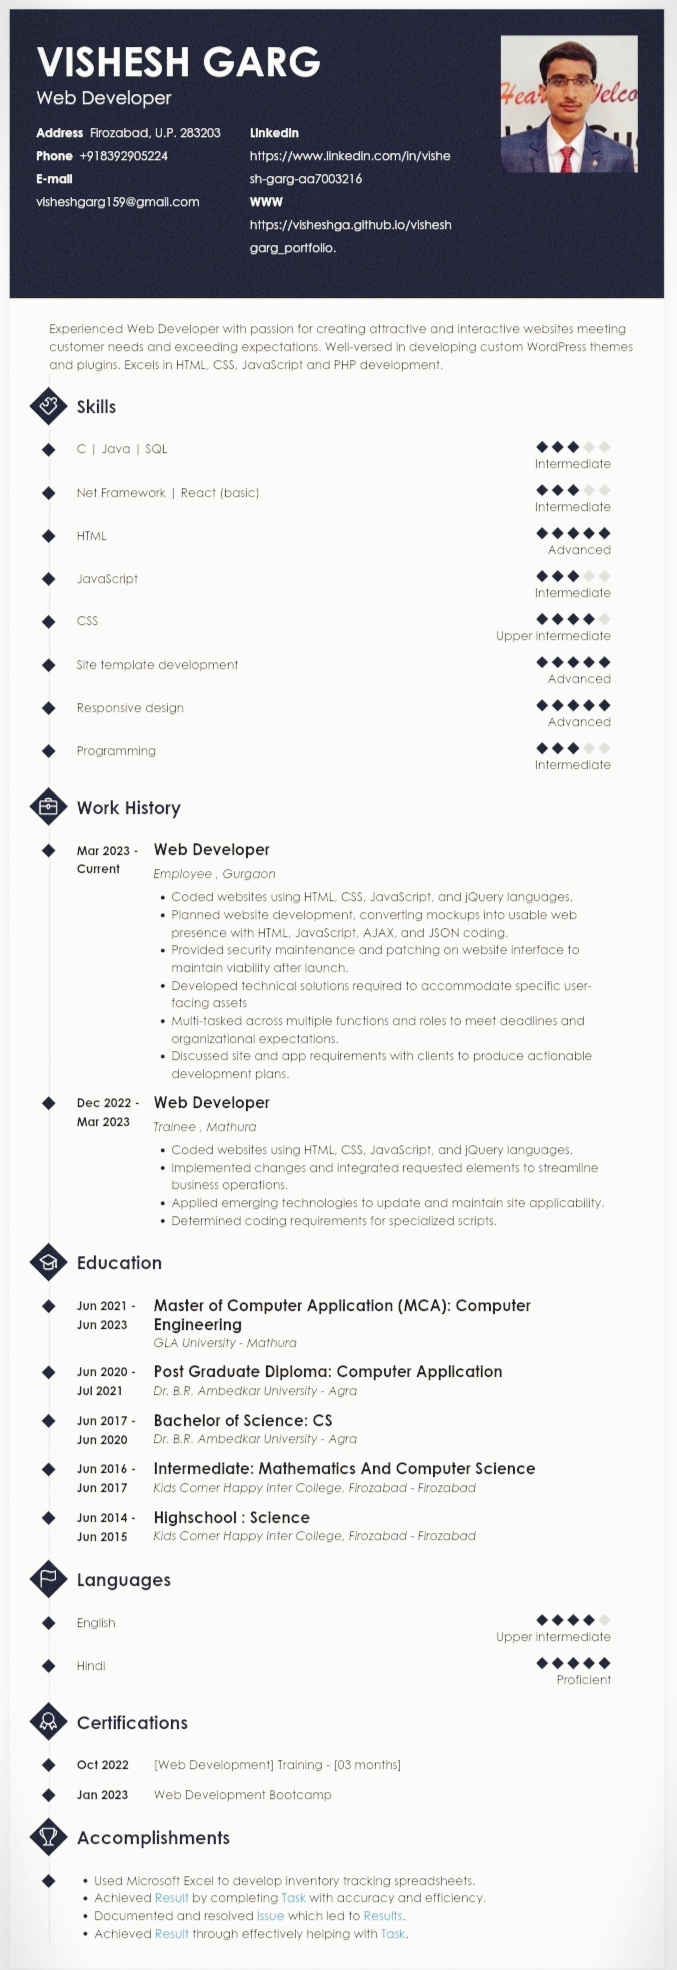 VISHESH GARG
Web Developer
Address Firozabad, U.P. 283203
Phone +918392905224
E-mail
visheshgarg159@gmail.com
LinkedIn
https://www.linkedin.com/in/vishe
sh-garg-aa7003216
WWW
https://visheshga.github.io/vishesh
garg_portfolio.
Experienced Web Developer with passion for creating attractive and interactive websites meeting
customer needs and exceeding expectations. Well-versed in developing custom WordPress themes
and plugins. Excels in HTML, CSS, JavaScript and PHP development.
Skills
C | Java | SQL
Intermediate
Net Framework | React (basic)
Intermediate
HTML
Advanced
JavaScript
Intermediate
CSS
Upper intermediate
Site template development
Advanced
Responsive design
Advanced
Programming
Intermediate
Work History
Mar 2023 -
Current
Web Developer
Employee , Gurgaon
• Coded websites using HTML, CSS, JavaScript, and jQuery languages.
• Planned website development, converting mockups into usable web
presence with HTML, JavaScript, AJAX, and JSON coding.
• Provided security maintenance and patching on website interface to
maintain viability after launch.
• Developed technical solutions required to accommodate specific user-
facing assets
• Multi-tasked across multiple functions and roles to meet deadlines and
organizational expectations.
• Discussed site and app requirements with clients to produce actionable
development plans.
Dec 2022 -
Mar 2023
Web Developer
Trainee , Mathura
• Coded websites using HTML, CSS, JavaScript, and jQuery languages.
• Implemented changes and integrated requested elements to streamline
business operations.
• Applied emerging technologies to update and maintain site applicability.
• Determined coding requirements for specialized scripts.
Education
Jun 2021 -
Jun 2023
Master of Computer Application (MCA): Computer
Engineering
GLA University - Mathura
Jun 2020 -
Jul 2021
Post Graduate Diploma: Computer Application
Dr. B.R. Ambedkar University - Agra
Jun 2017 -
Jun 2020
Bachelor of Science: CS
Dr. B.R. Ambedkar University - Agra
Jun 2016 -
Jun 2017
Intermediate: Mathematics And Computer Science
Kids Corner Happy Inter College, Firozabad - Firozabad
Jun 2014 -
Jun 2015
Highschool : Science
Kids Corner Happy Inter College, Firozabad - Firozabad
Languages
English
Upper intermediate
Hindi
Proficient
Certifications
Oct 2022 [Web Development] Training - [03 months]
Jan 2023 Web Development Bootcamp
Accomplishments
• Used Microsoft Excel to develop inventory tracking spreadsheets.
• Achieved Result by completing Task with accuracy and efficiency.
• Documented and resolved Issue which led to Results.
• Achieved Result through effectively helping with Task.